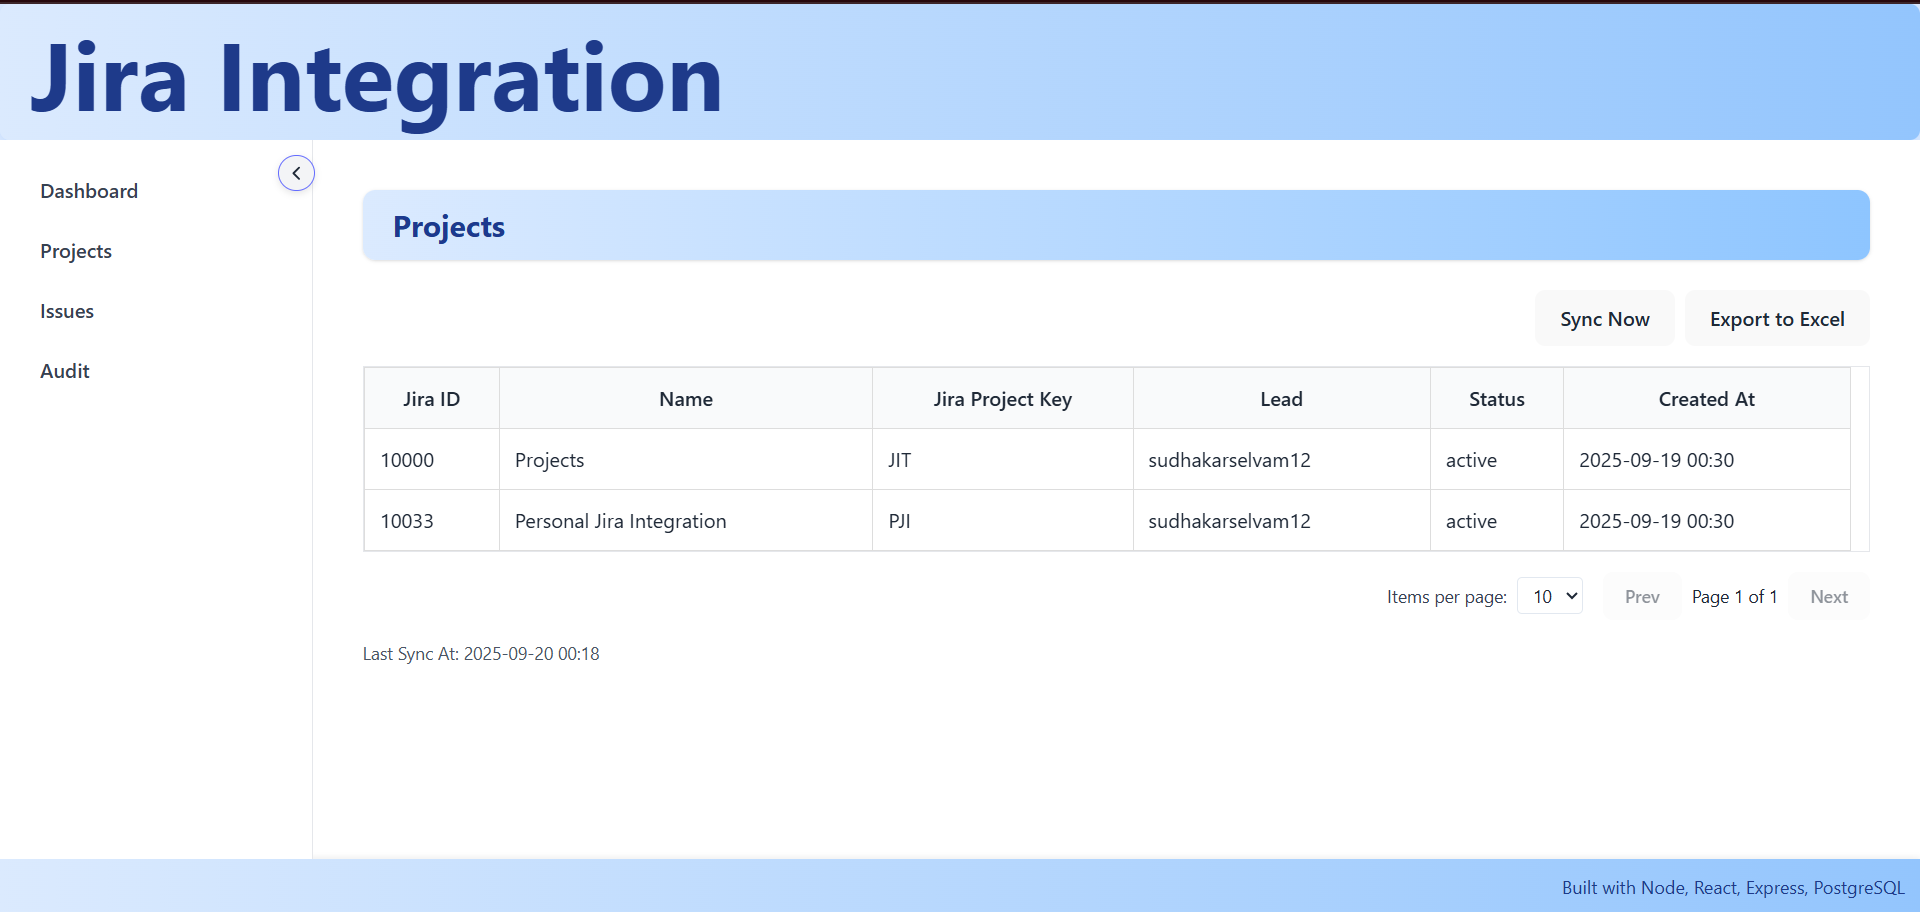 Jira Integration
Dashboard
Projects
Issues
Audit
Projects
Sync Now Export to Excel
Jira ID Name Jira Project Key Lead Status Created At
10000 Projects JIT sudhakarselvam12 active 2025-09-19 00:30
10033 Personal Jira Integration PJI sudhakarselvam12 active 2025-09-19 00:30
Items per page: 10 Prev Page 1 of 1 Next
Last Sync At: 2025-09-20 00:18
Built with Node, React, Express, PostgreSQL